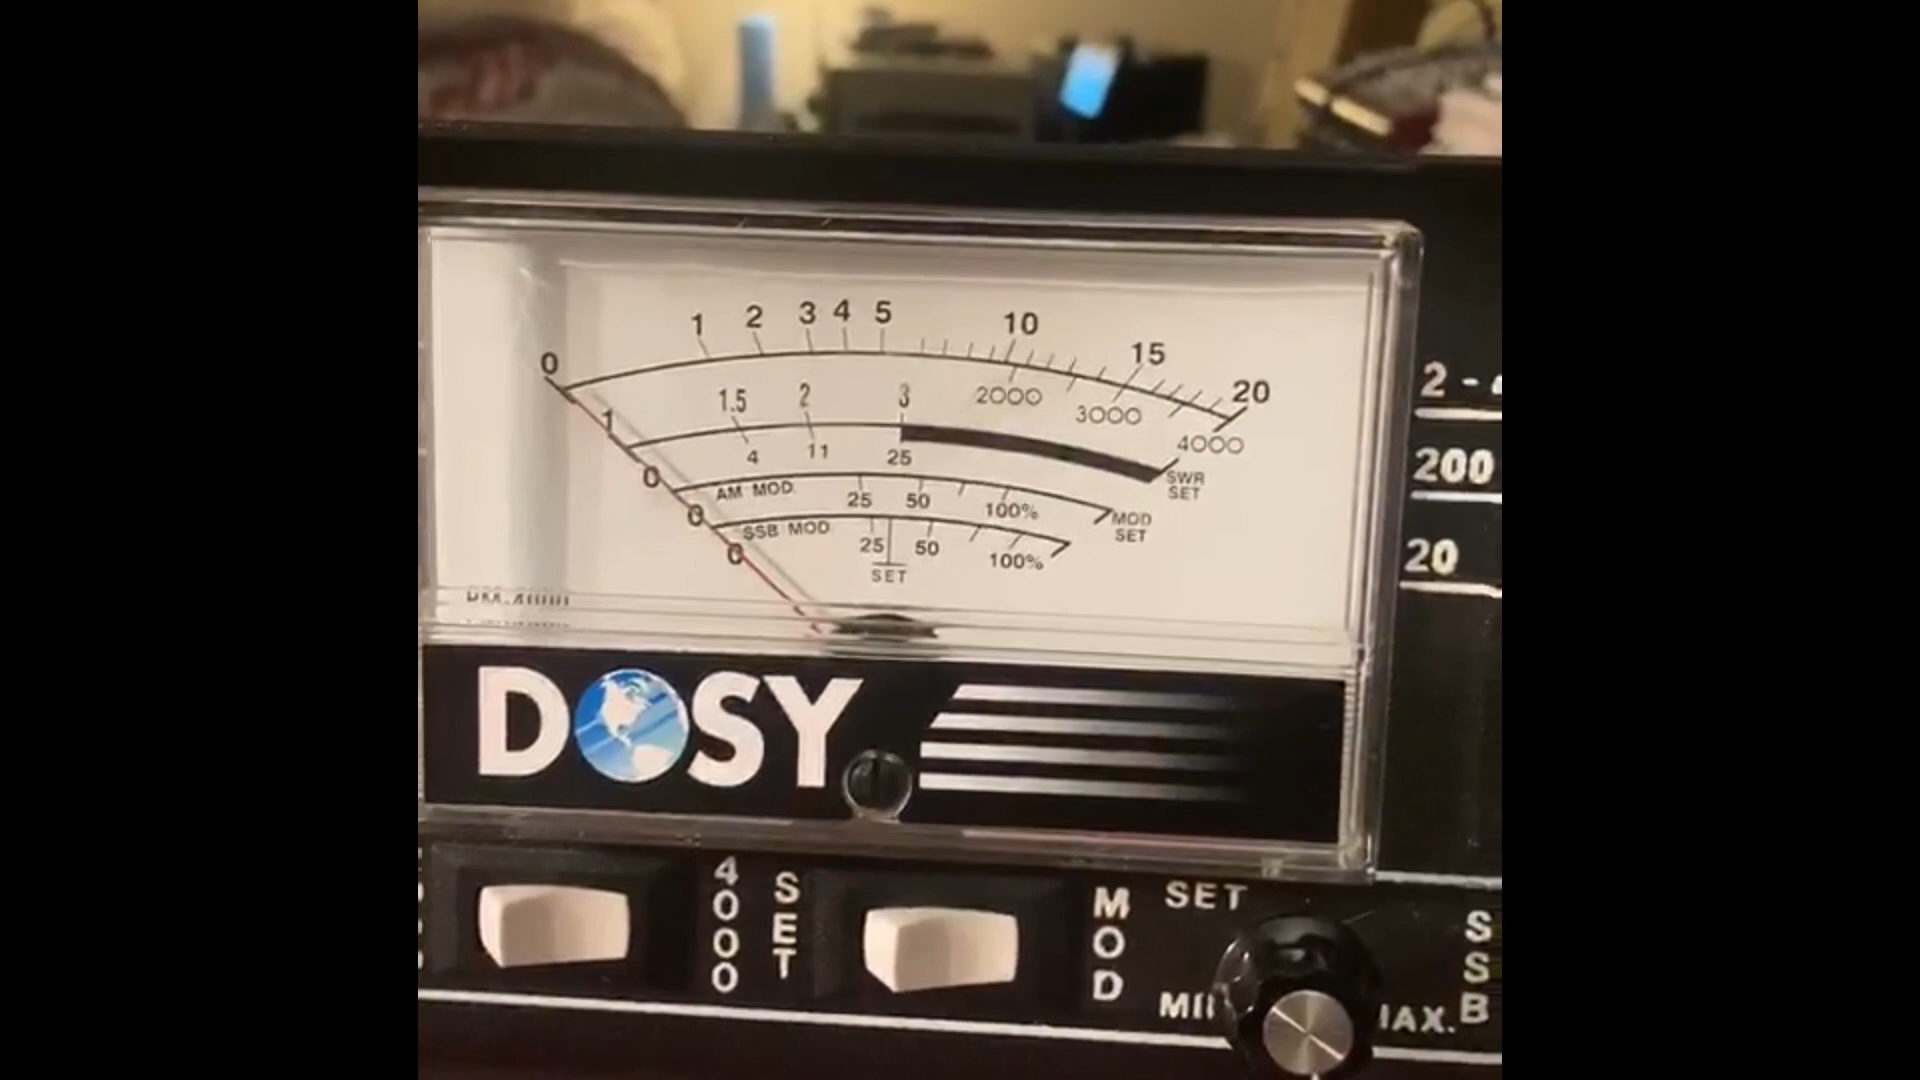 0 1 2 3 4 5 10 15 20
1 1.5 2 3 2000 3000 4000
0 4 11 25 SWR SET
AM MOD. 25 50 100% MOD SET
0 SSB MOD 25 50 100%
0 SET
DOSY
2 -
200
20
4000
SET
MOD
SET
MAX.
SSB